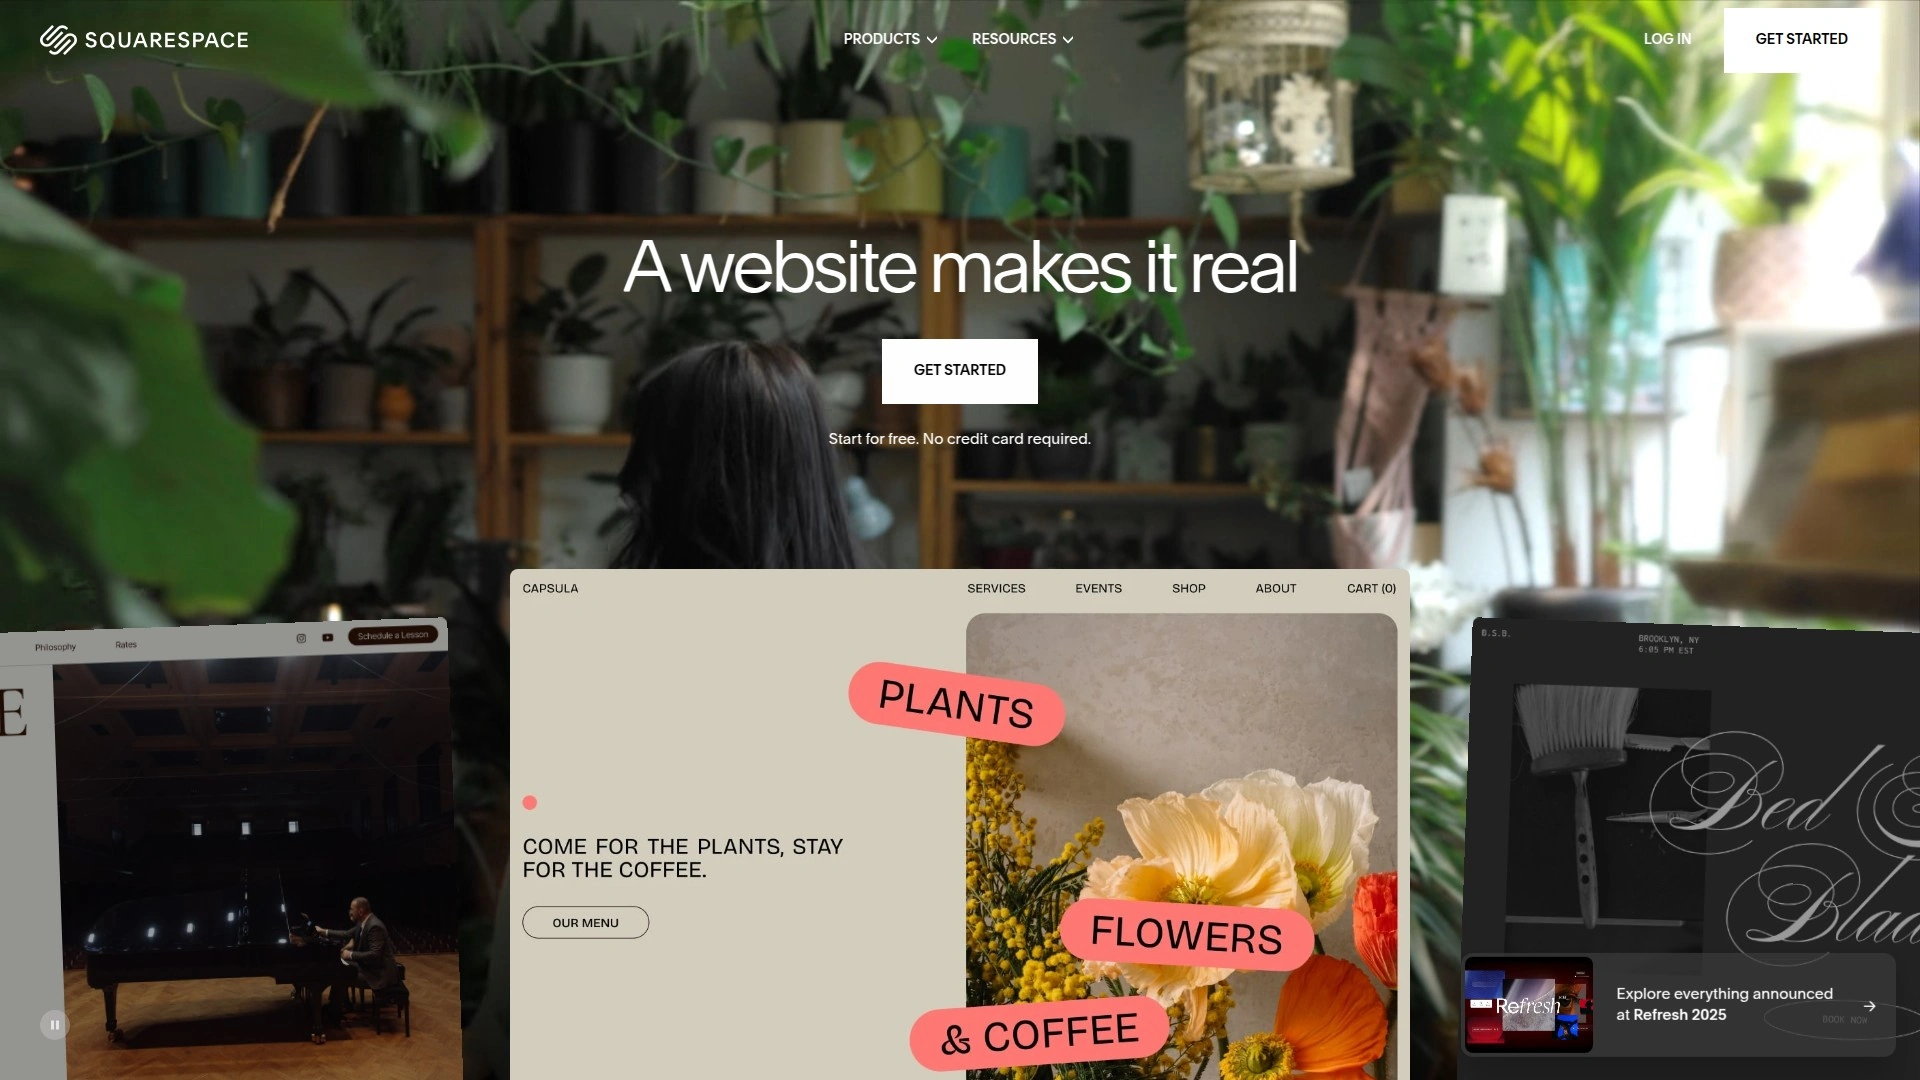 SQUARESPACE
PRODUCTS
RESOURCES
LOG IN
GET STARTED
A website makes it real
GET STARTED
Start for free. No credit card required.
Philosophy
Rates
Schedule a Lesson
E
CAPSULA
SERVICES
EVENTS
SHOP
ABOUT
CART (0)
PLANTS
COME FOR THE PLANTS, STAY
FOR THE COFFEE.
OUR MENU
FLOWERS
& COFFEE
B.S.B.
BROOKLYN, NY
6:05 PM EST
Bed &
Blad
Refresh
Explore everything announced
at Refresh 2025
BOOK NOW